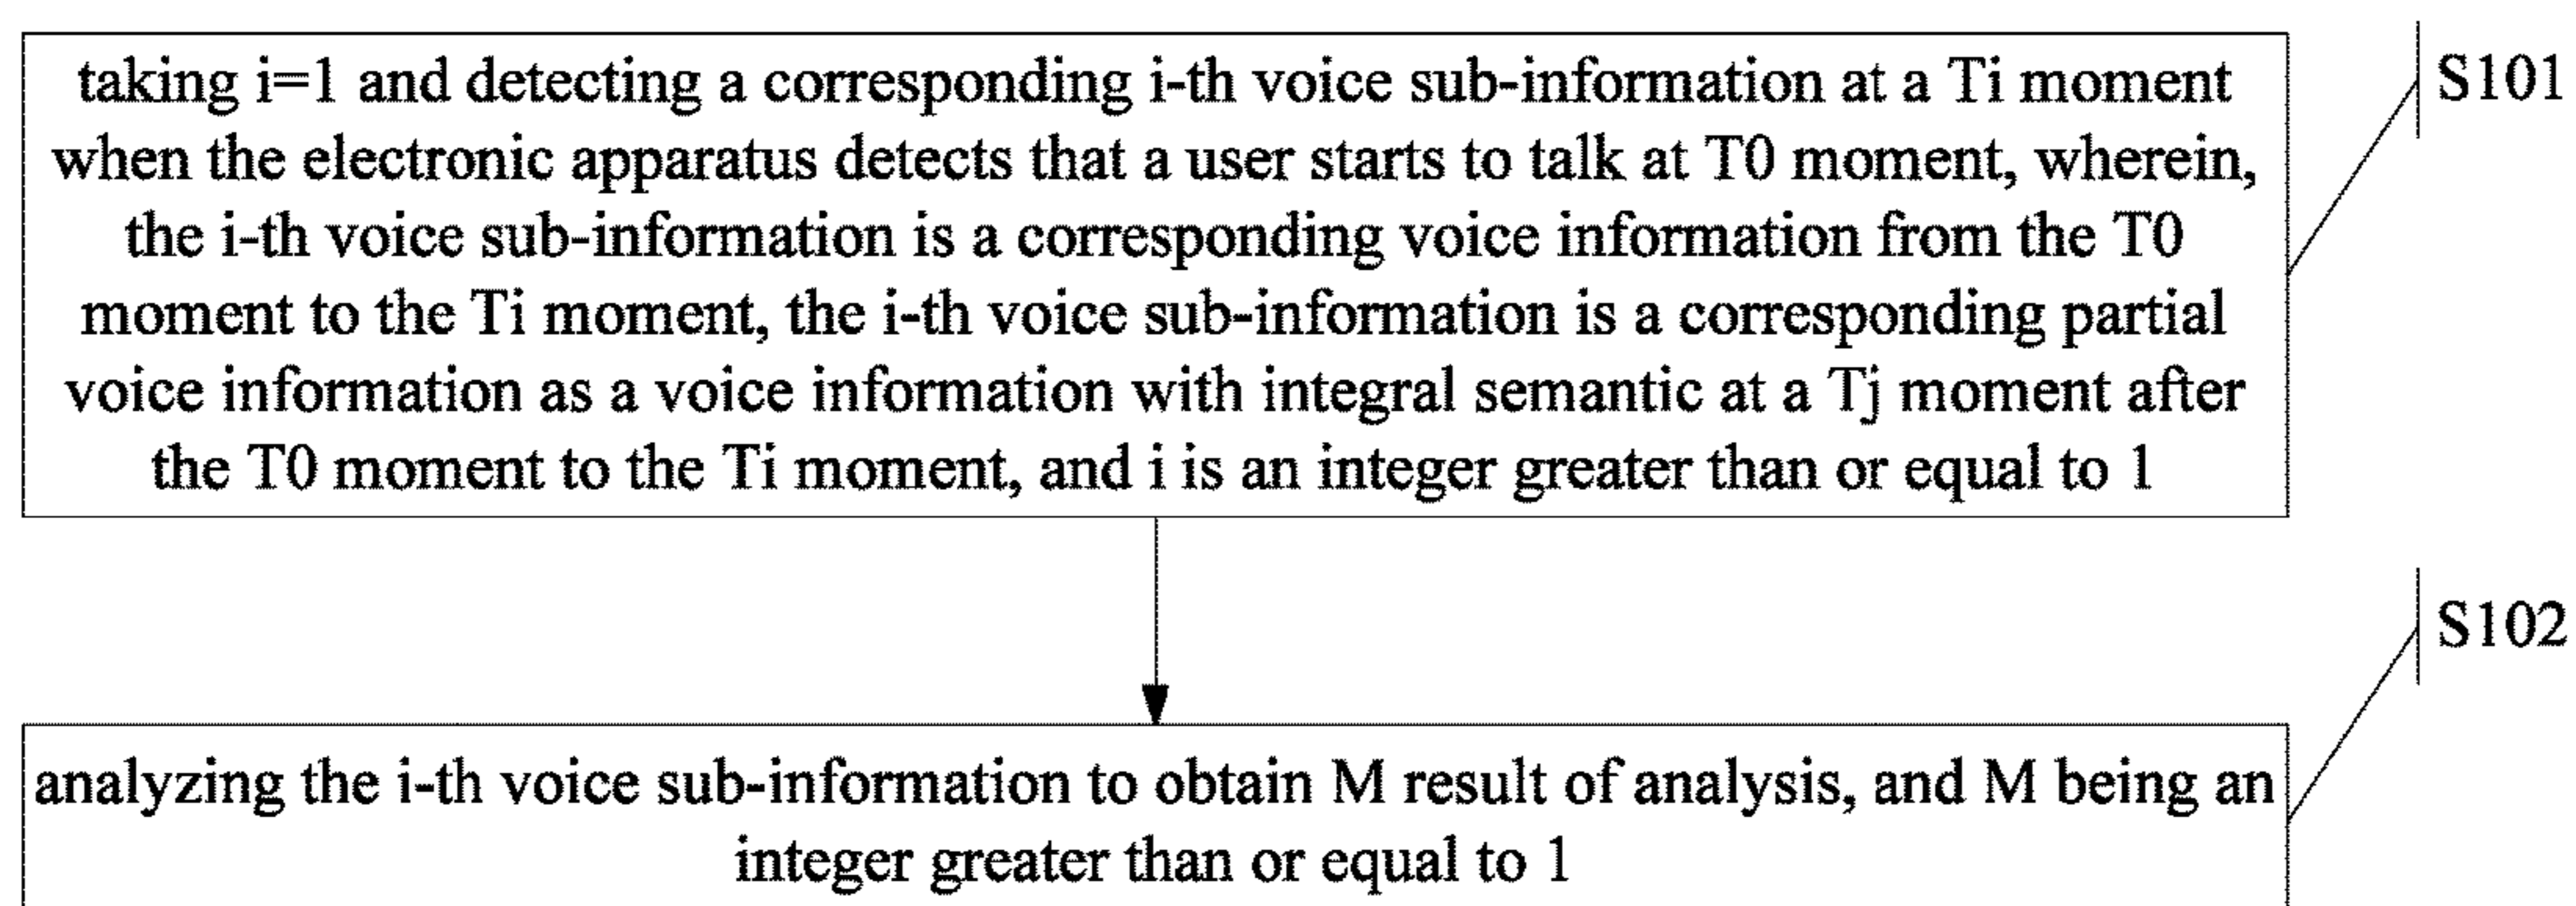 taking i=1 and detecting a corresponding i-th voice sub-information at a Ti moment
when the electronic apparatus detects that a user starts to talk at T0 moment, wherein,
the i-th voice sub-information is a corresponding voice information from the T0
moment to the Ti moment, the i-th voice sub-information is a corresponding partial
voice information as a voice information with integral semantic at a Tj moment after
the T0 moment to the Ti moment, and i is an integer greater than or equal to 1
S101
analyzing the i-th voice sub-information to obtain M result of analysis, and M being an
integer greater than or equal to 1
S102